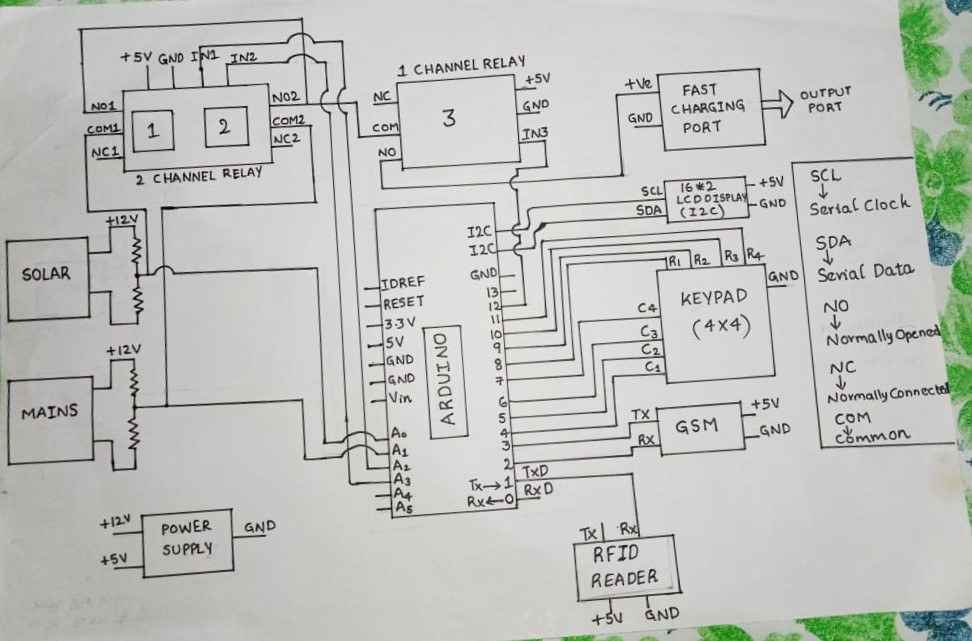 +5V GND IN1 IN2
NO1
COM1
NC1
1
2
NO2
COM2
NC2
2 CHANNEL RELAY
1 CHANNEL RELAY
NC
COM
NO
3
+5V
GND
IN3
+Ve
GND
FAST
CHARGING
PORT
OUTPUT
PORT
SCL
SDA
16*2
LCD DISPLAY
(I2C)
+5V
GND
SCL
Serial Clock
SDA
Serial Data
NO
Normally Opened
NC
Normally Connected
COM
Common
+12V
SOLAR
+12V
MAINS
+12V
+5V
POWER
SUPPLY
GND
IDREF
RESET
3.3V
5V
GND
GND
Vin
A0
A1
A2
A3
A4
A5
ARDUINO
I2C
I2C
GND
13
12
11
10
9
8
7
6
5
4
3
2
Tx→1
Rx←0
TxD
RxD
R1 R2 R3 R4
C4
C3
C2
C1
KEYPAD
(4X4)
GND
TX
RX
GSM
+5V
GND
Tx Rx
RFID
READER
+5V GND